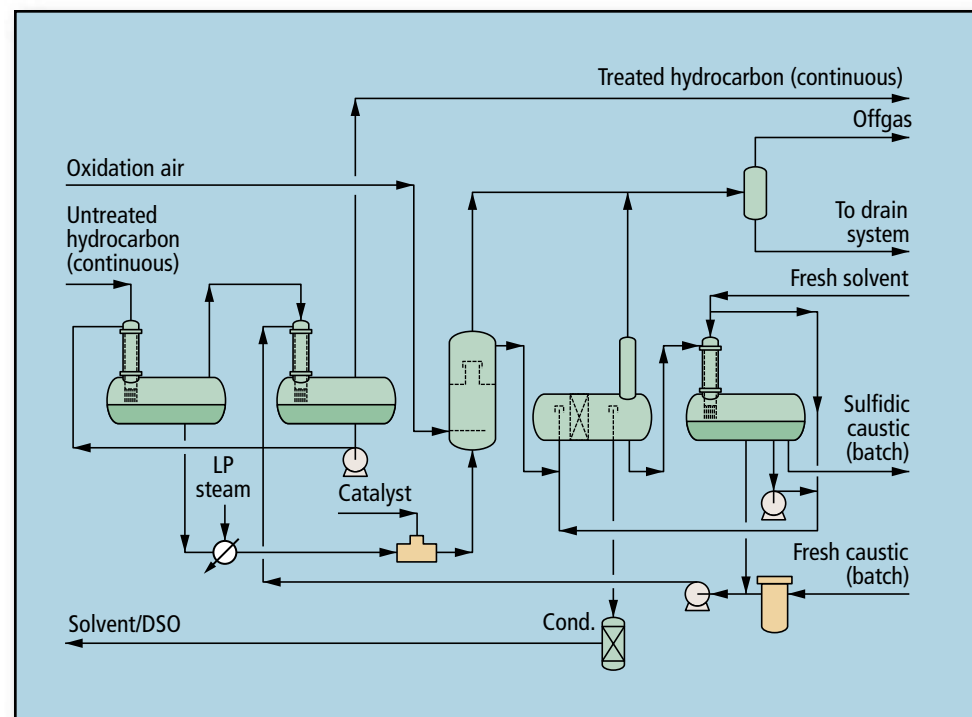 Treated hydrocarbon (continuous)
Offgas
Oxidation air
Untreated
hydrocarbon
(continuous)
To drain
system
Fresh solvent
Sulfidic
caustic
(batch)
LP
steam
Catalyst
Fresh caustic
(batch)
Solvent/DSO
Cond.